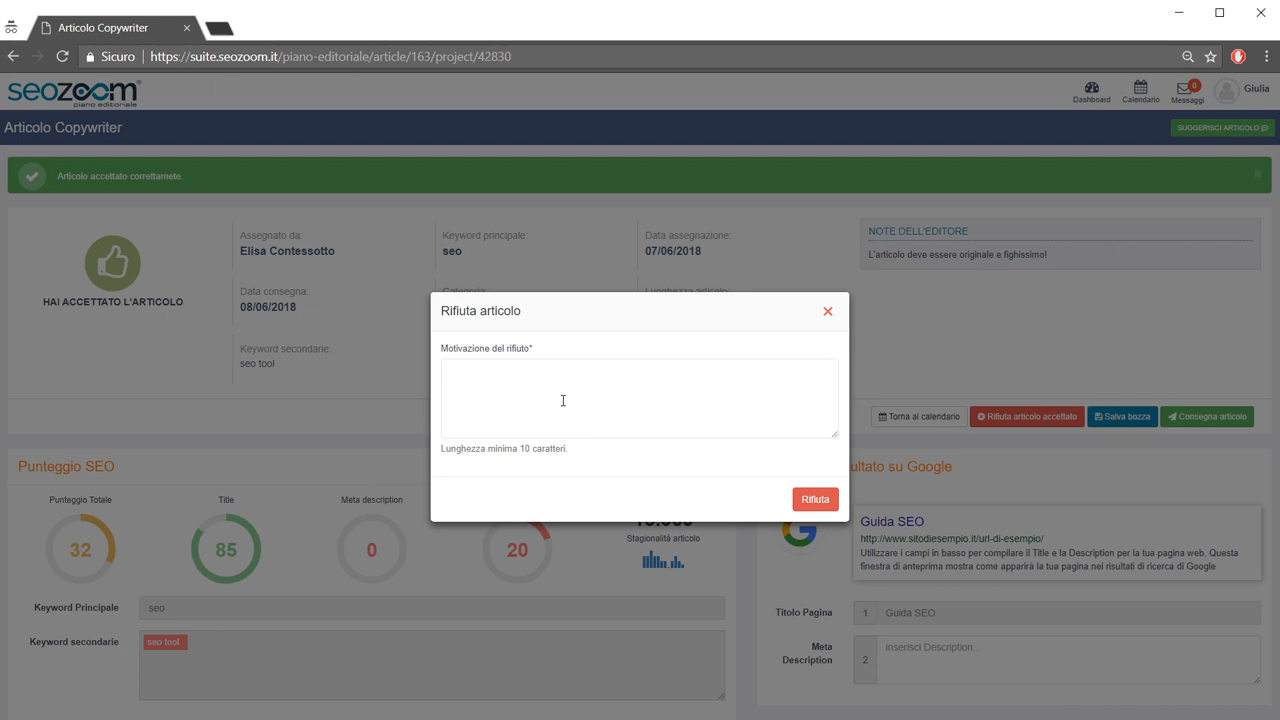 Articolo Copywriter
Sicuro
https://suite.seozoom.it/piano-editoriale/article/163/project/42830
seozoom
piano editoriale
Dashboard
Calendario
0
Messaggi
Giulia
Articolo Copywriter
SUGGERISCI ARTICOLO
Articolo accettato correttamete.
HAI ACCETTATO L'ARTICOLO
Assegnato da:
Elisa Contessotto
Keyword principale:
seo
Data assegnazione:
07/06/2018
NOTE DELL'EDITORE
L'articolo deve essere originale e fighissimo!
Data consegna:
08/06/2018
Categoria:
Lunghezza articolo:
Keyword secondarie:
seo tool
Rifiuta articolo
Motivazione del rifiuto*
Lunghezza minima 10 caratteri.
Rifiuta
Torna al calendario
Rifiuta articolo accettato
Salva bozza
Consegna articolo
Punteggio SEO
Punteggio Totale
32
Title
85
Meta description
0
20
Stagionalità articolo
Keyword Principale
seo
Keyword secondarie
seo tool
ultato su Google
Guida SEO
http://www.sitodiesempio.it/url-di-esempio/
Utilizzare i campi in basso per compilare il Title e la Description per la tua pagina web. Questa
finestra di anteprima mostra come apparirà la tua pagina nei risultati di ricerca di Google
Titolo Pagina
1
Guida SEO
Meta
Description
2
inserisci Description...